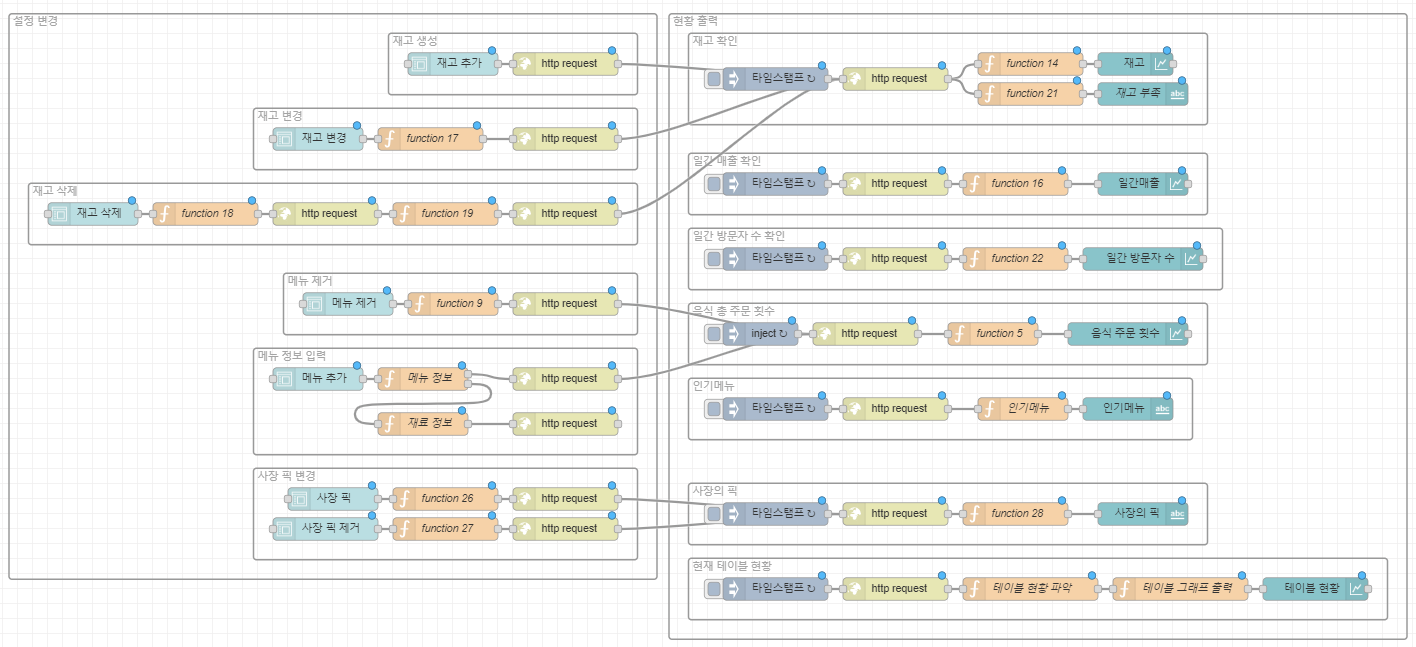 설정 변경
재고 생성
재고 추가
http request
재고 변경
재고 변경
function 17
http request
재고 삭제
재고 삭제
function 18
http request
function 19
http request
메뉴 제거
메뉴 제거
function 9
http request
메뉴 정보 입력
메뉴 추가
메뉴 정보
http request
재료 정보
http request
사장 픽 변경
사장 픽
function 26
http request
사장 픽 제거
function 27
http request
현황 출력
재고 확인
타임스탬프 ↻
http request
function 14
재고
function 21
재고 부족
abc
일간 매출 확인
타임스탬프 ↻
http request
function 16
일간매출
일간 방문자 수 확인
타임스탬프 ↻
http request
function 22
일간 방문자 수
음식 총 주문 횟수
inject ↻
http request
function 5
음식 주문 횟수
인기메뉴
타임스탬프 ↻
http request
인기메뉴
인기메뉴
abc
사장의 픽
타임스탬프 ↻
http request
function 28
사장의 픽
abc
현재 테이블 현황
타임스탬프 ↻
http request
테이블 현황 파악
테이블 그래프 출력
테이블 현황